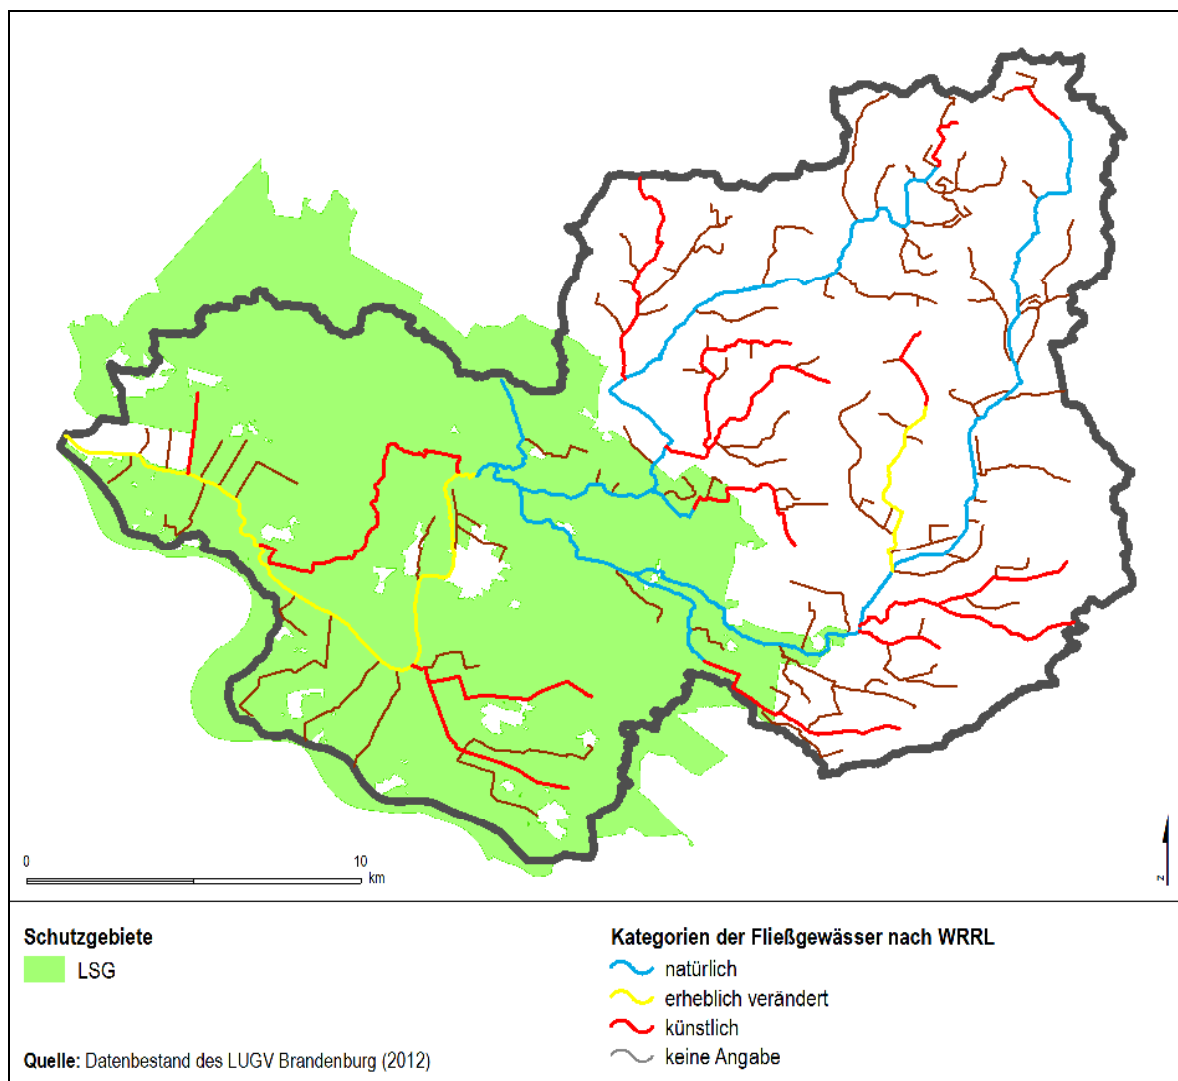 0
10
km
N
Schutzgebiete
LSG
Quelle: Datenbestand des LUGV Brandenburg (2012)
Kategorien der Fließgewässer nach WRRL
natürlich
erheblich verändert
künstlich
keine Angabe